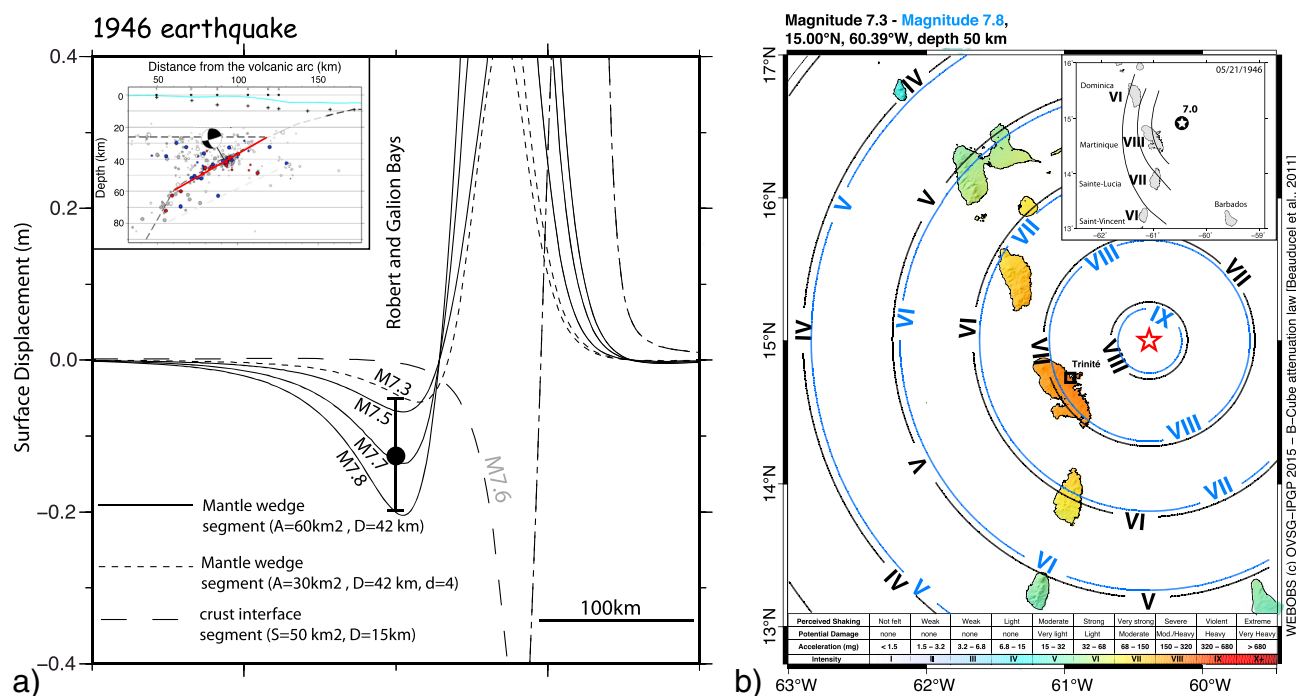 1946 earthquake
0.4
0.2
0.0
−0.2
−0.4
Surface Displacement (m)
Distance from the volcanic arc (km)
50
100
150
0
20
40
60
80
Depth (km)
Robert and Galion Bays
M7.3
M7.5
M7.7
M7.8
M7.6
Mantle wedge
segment (A=60km2 , D=42 km)
Mantle wedge
segment (A=30km2 , D=42 km, d=4)
crust interface
segment (S=50 km2, D=15km)
100km
a)
Magnitude 7.3 - Magnitude 7.8,
15.00°N, 60.39°W, depth 50 km
17°N
16°N
15°N
14°N
13°N
63°W
62°W
61°W
60°W
05/21/1946
16
15
14
13
−62
−61
−60
−59
Dominica
VI
7.0
Martinique
VIII
Sainte-Lucia
VII
Saint-Vincent
VI
Barbados
IV
V
V
VII
VIII
VII
IX
VI
VI
IV
VIII
VIII
Trinité
VIII
V
VII
VI
VI
V
IV
V
Perceived Shaking Not felt Weak Weak Light Moderate Strong Very strong Severe Violent Extreme
Potential Damage none none none none Very light Light Moderate Mod./Heavy Heavy Very Heavy
Acceleration (mg) < 1.5 1.5 – 3.2 3.2 – 6.8 6.8 – 15 15 – 32 32 – 68 68 – 150 150 – 320 320 – 680 > 680
Intensity I II III IV V VI VII VIII IX X+
WEBOBS (c) OVSG–IPGP 2015 – B–Cube attenuation law [Beauducel et al. 2011]
b)